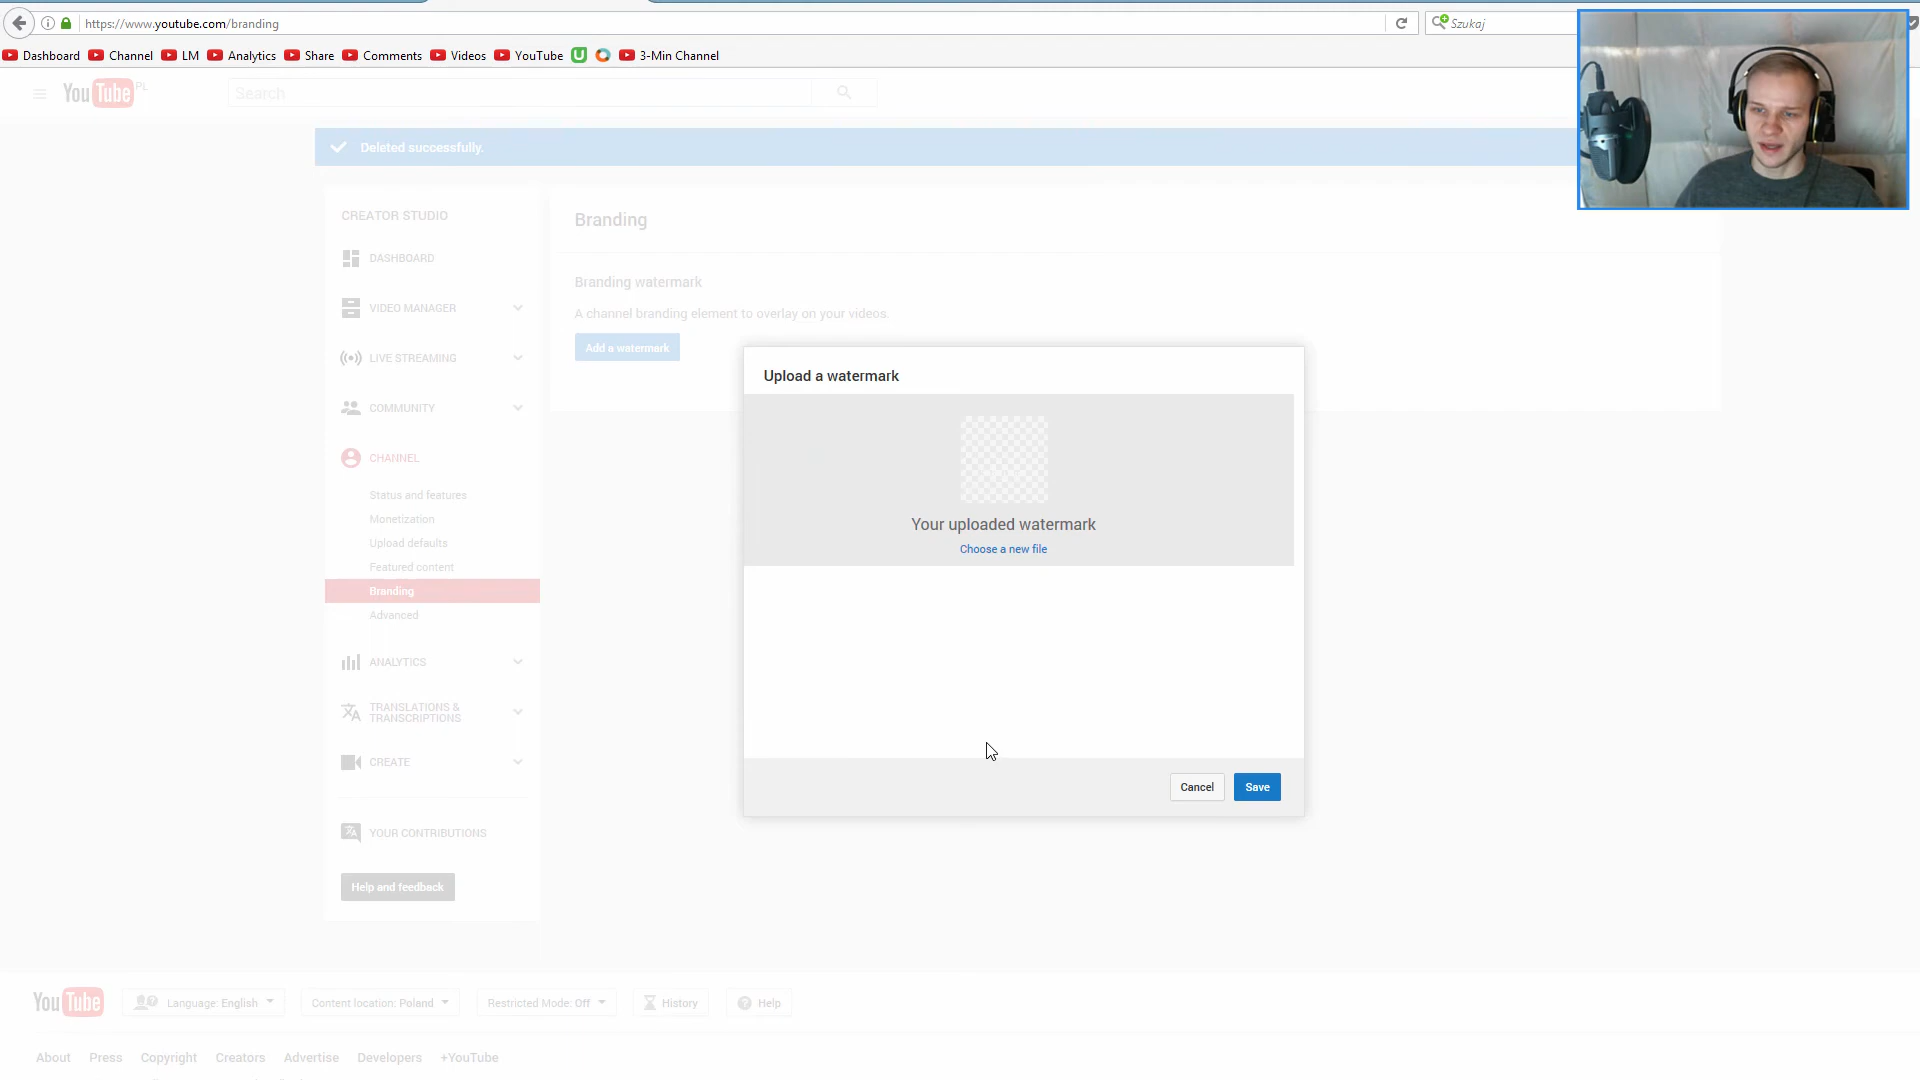 https://www.youtube.com/branding
Szukaj
Dashboard
Channel
LM
Analytics
Share
Comments
Videos
YouTube
U
3-Min Channel
YouTube PL
Search
Deleted successfully.
CREATOR STUDIO
DASHBOARD
VIDEO MANAGER
LIVE STREAMING
COMMUNITY
CHANNEL
Status and features
Monetization
Upload defaults
Featured content
Branding
Advanced
ANALYTICS
TRANSLATIONS &
TRANSCRIPTIONS
CREATE
YOUR CONTRIBUTIONS
Help and feedback
Branding
Branding watermark
A channel branding element to overlay on your videos.
Add a watermark
Upload a watermark
Your uploaded watermark
Choose a new file
Cancel
Save
YouTube
Language: English
Content location: Poland
Restricted Mode: Off
History
Help
About
Press
Copyright
Creators
Advertise
Developers
+YouTube